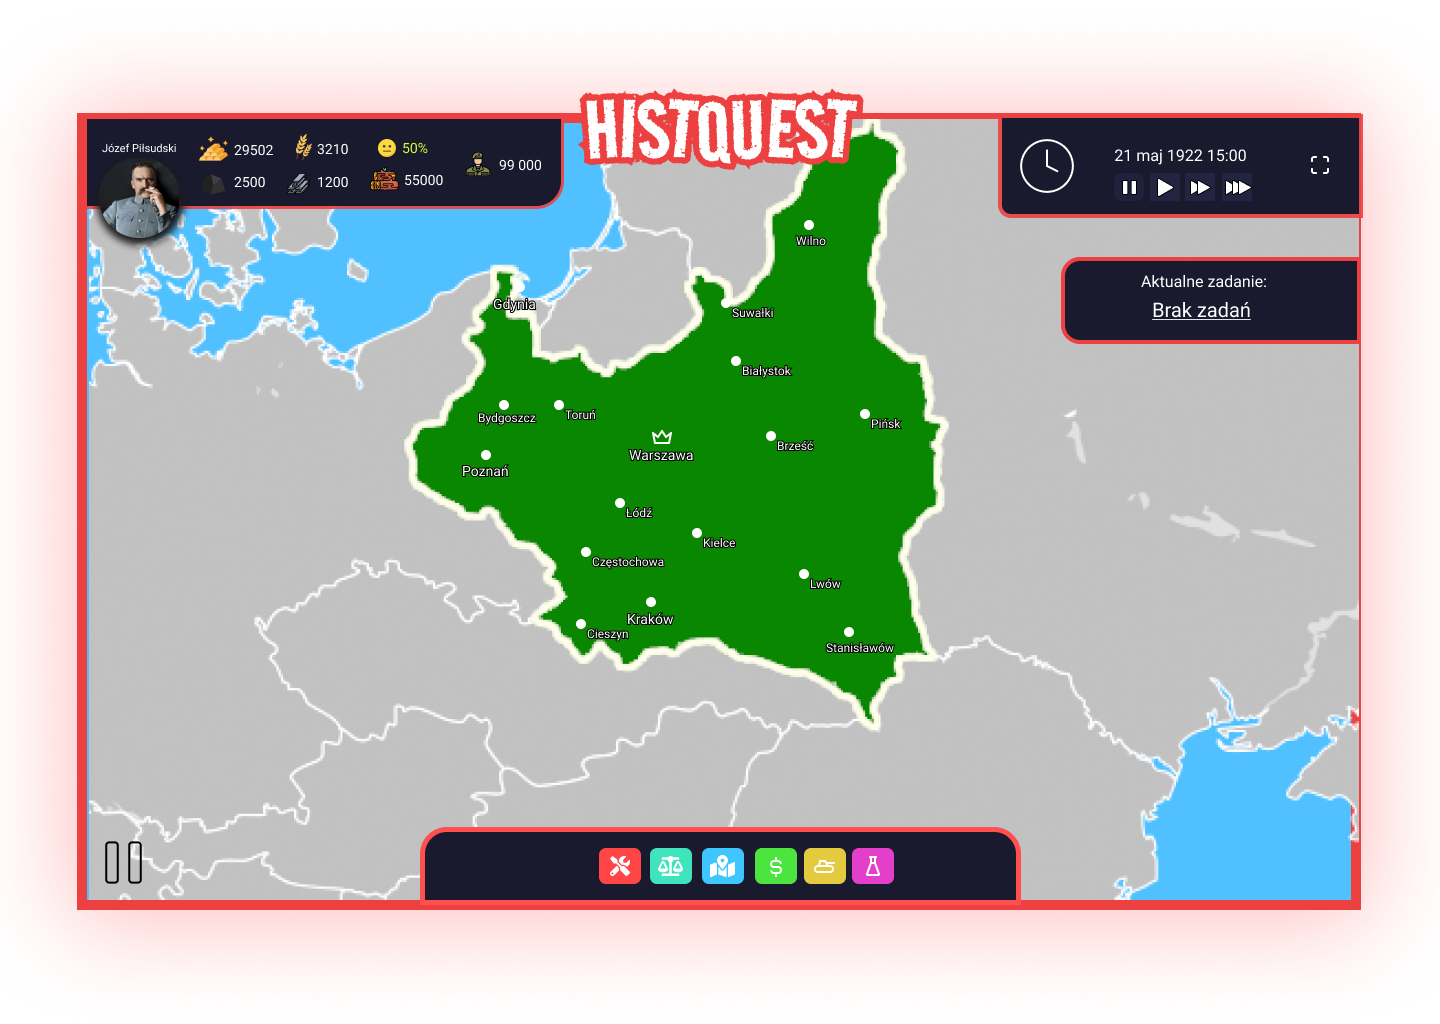 HISTQUEST
Józef Piłsudski
29502
3210
50%
99 000
2500
1200
55000
21 maj 1922 15:00
Aktualne zadanie:
Brak zadań
Wilno
Gdynia
Suwałki
Białystok
Bydgoszcz
Toruń
Pińsk
Brześć
Warszawa
Poznań
Łódź
Kielce
Częstochowa
Lwów
Kraków
Cieszyn
Stanisławów